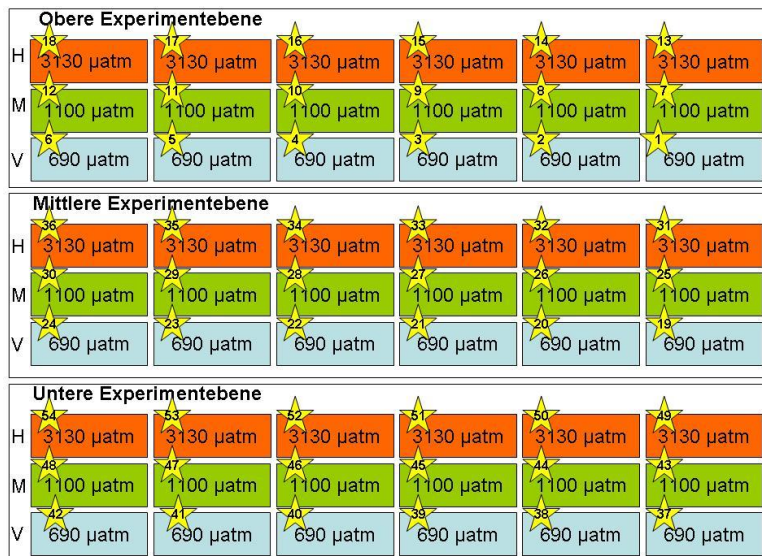 Obere Experimentebene
18 17 16 15 14 13
H 3130 µatm 3130 µatm 3130 µatm 3130 µatm 3130 µatm 3130 µatm
12 11 10 9 8 7
M 1100 µatm 1100 µatm 1100 µatm 1100 µatm 1100 µatm 1100 µatm
6 5 4 3 2 1
V 690 µatm 690 µatm 690 µatm 690 µatm 690 µatm 690 µatm
Mittlere Experimentebene
36 35 34 33 32 31
H 3130 µatm 3130 µatm 3130 µatm 3130 µatm 3130 µatm 3130 µatm
30 29 28 27 26 25
M 1100 µatm 1100 µatm 1100 µatm 1100 µatm 1100 µatm 1100 µatm
24 23 22 21 20 19
V 690 µatm 690 µatm 690 µatm 690 µatm 690 µatm 690 µatm
Untere Experimentebene
54 53 52 51 50 49
H 3130 µatm 3130 µatm 3130 µatm 3130 µatm 3130 µatm 3130 µatm
48 47 46 45 44 43
M 1100 µatm 1100 µatm 1100 µatm 1100 µatm 1100 µatm 1100 µatm
42 41 40 39 38 37
V 690 µatm 690 µatm 690 µatm 690 µatm 690 µatm 690 µatm